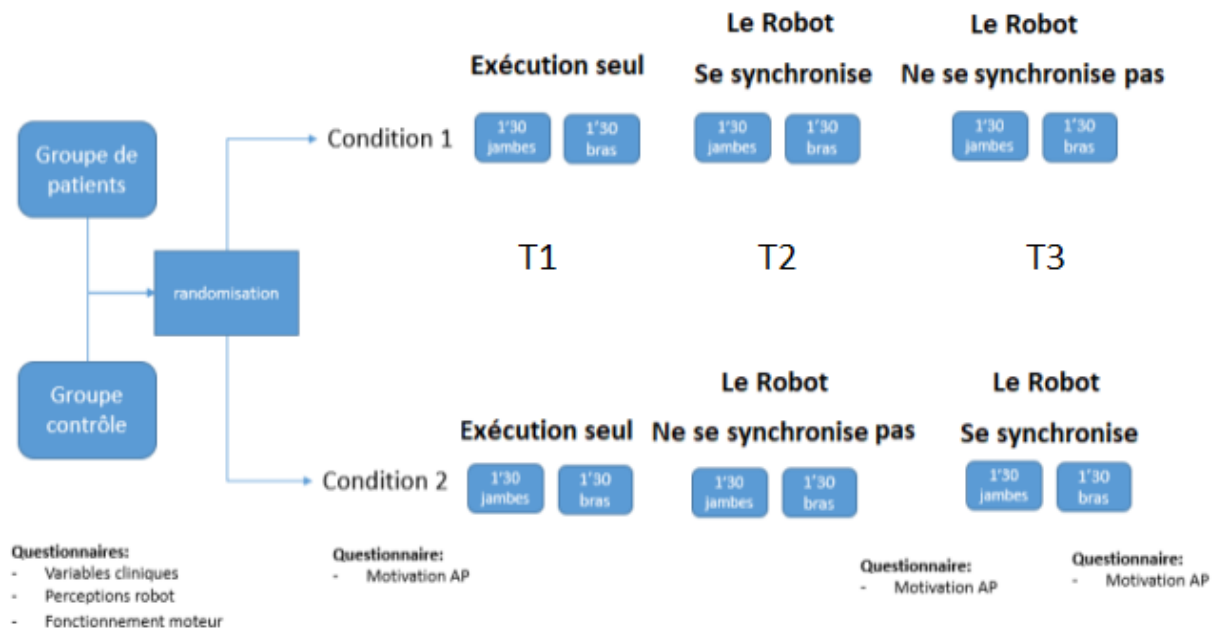 Le Robot
Le Robot
Exécution seul
Se synchronise
Ne se synchronise pas
Groupe de
patients
Condition 1
1'30
jambes
1'30
bras
1'30
jambes
1'30
bras
1'30
jambes
1'30
bras
T1
T2
T3
randomisation
Groupe
contrôle
Le Robot
Le Robot
Exécution seul
Ne se synchronise pas
Se synchronise
Condition 2
1'30
jambes
1'30
bras
1'30
jambes
1'30
bras
1'30
jambes
1'30
bras
Questionnaires:
- Variables cliniques
- Perceptions robot
- Fonctionnement moteur
Questionnaire:
- Motivation AP
Questionnaire:
- Motivation AP
Questionnaire:
- Motivation AP